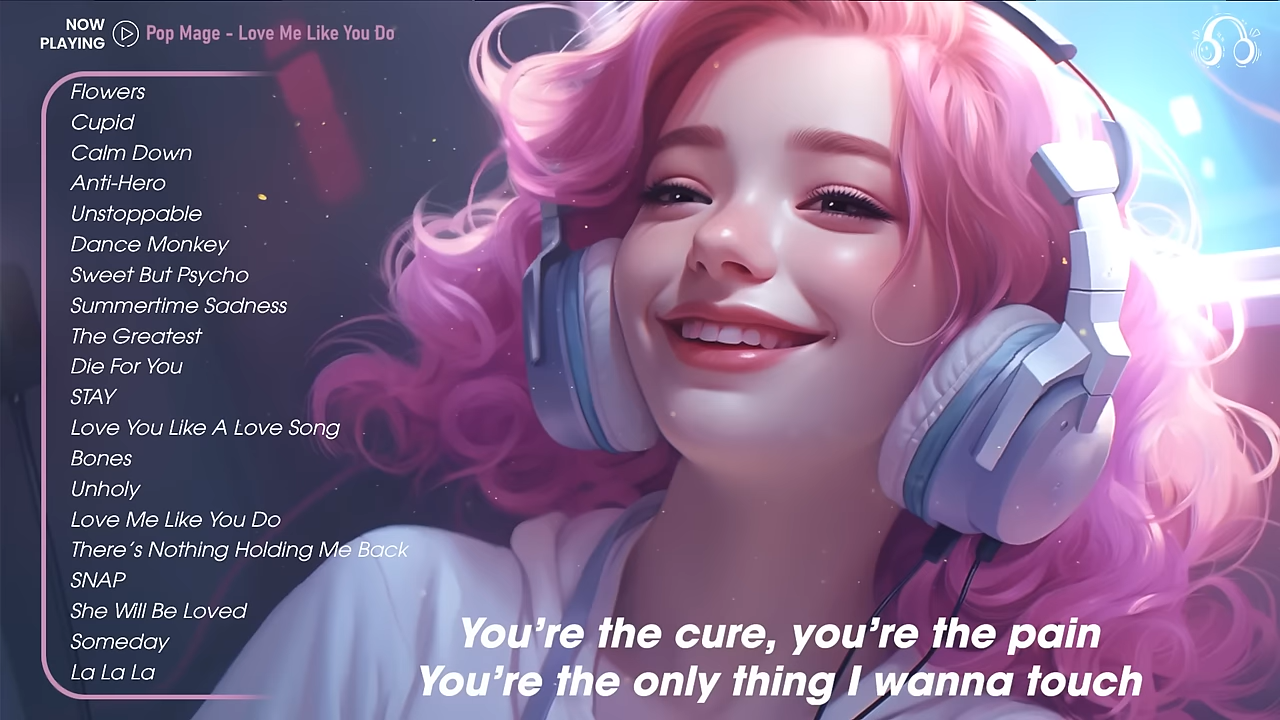 NOW
PLAYING
Pop Mage - Love Me Like You Do
Flowers
Cupid
Calm Down
Anti-Hero
Unstoppable
Dance Monkey
Sweet But Psycho
Summertime Sadness
The Greatest
Die For You
STAY
Love You Like A Love Song
Bones
Unholy
Love Me Like You Do
There's Nothing Holding Me Back
SNAP
She Will Be Loved
Someday
La La La
You're the cure, you're the pain
You're the only thing I wanna touch